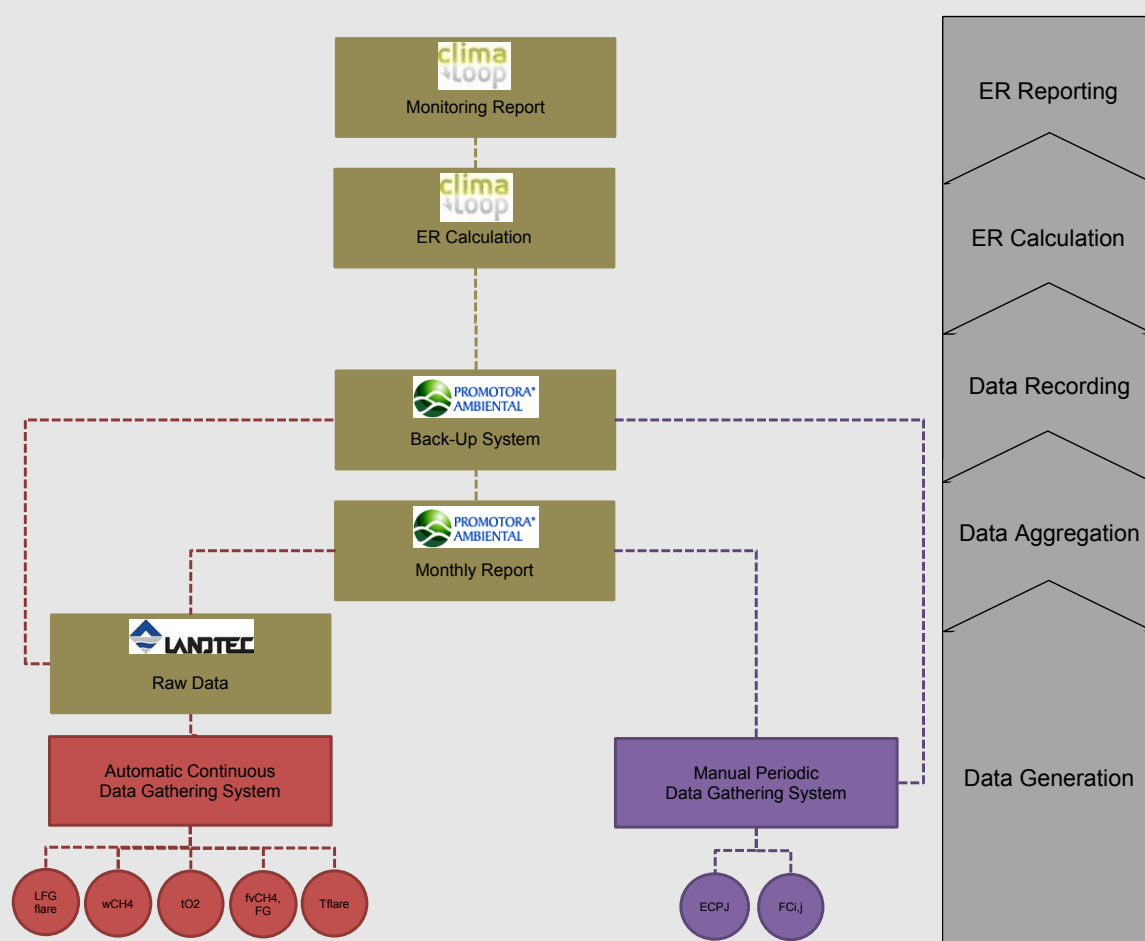 clima
loop
Monitoring Report
clima
loop
ER Calculation
PROMOTORA®
AMBIENTAL
Back-Up System
PROMOTORA®
AMBIENTAL
Monthly Report
LANDTEC
Raw Data
Automatic Continuous
Data Gathering System
Manual Periodic
Data Gathering System
LFG
flare
wCH4
tO2
fvCH4,
FG
Tflare
ECPJ
FCi,j
ER Reporting
ER Calculation
Data Recording
Data Aggregation
Data Generation